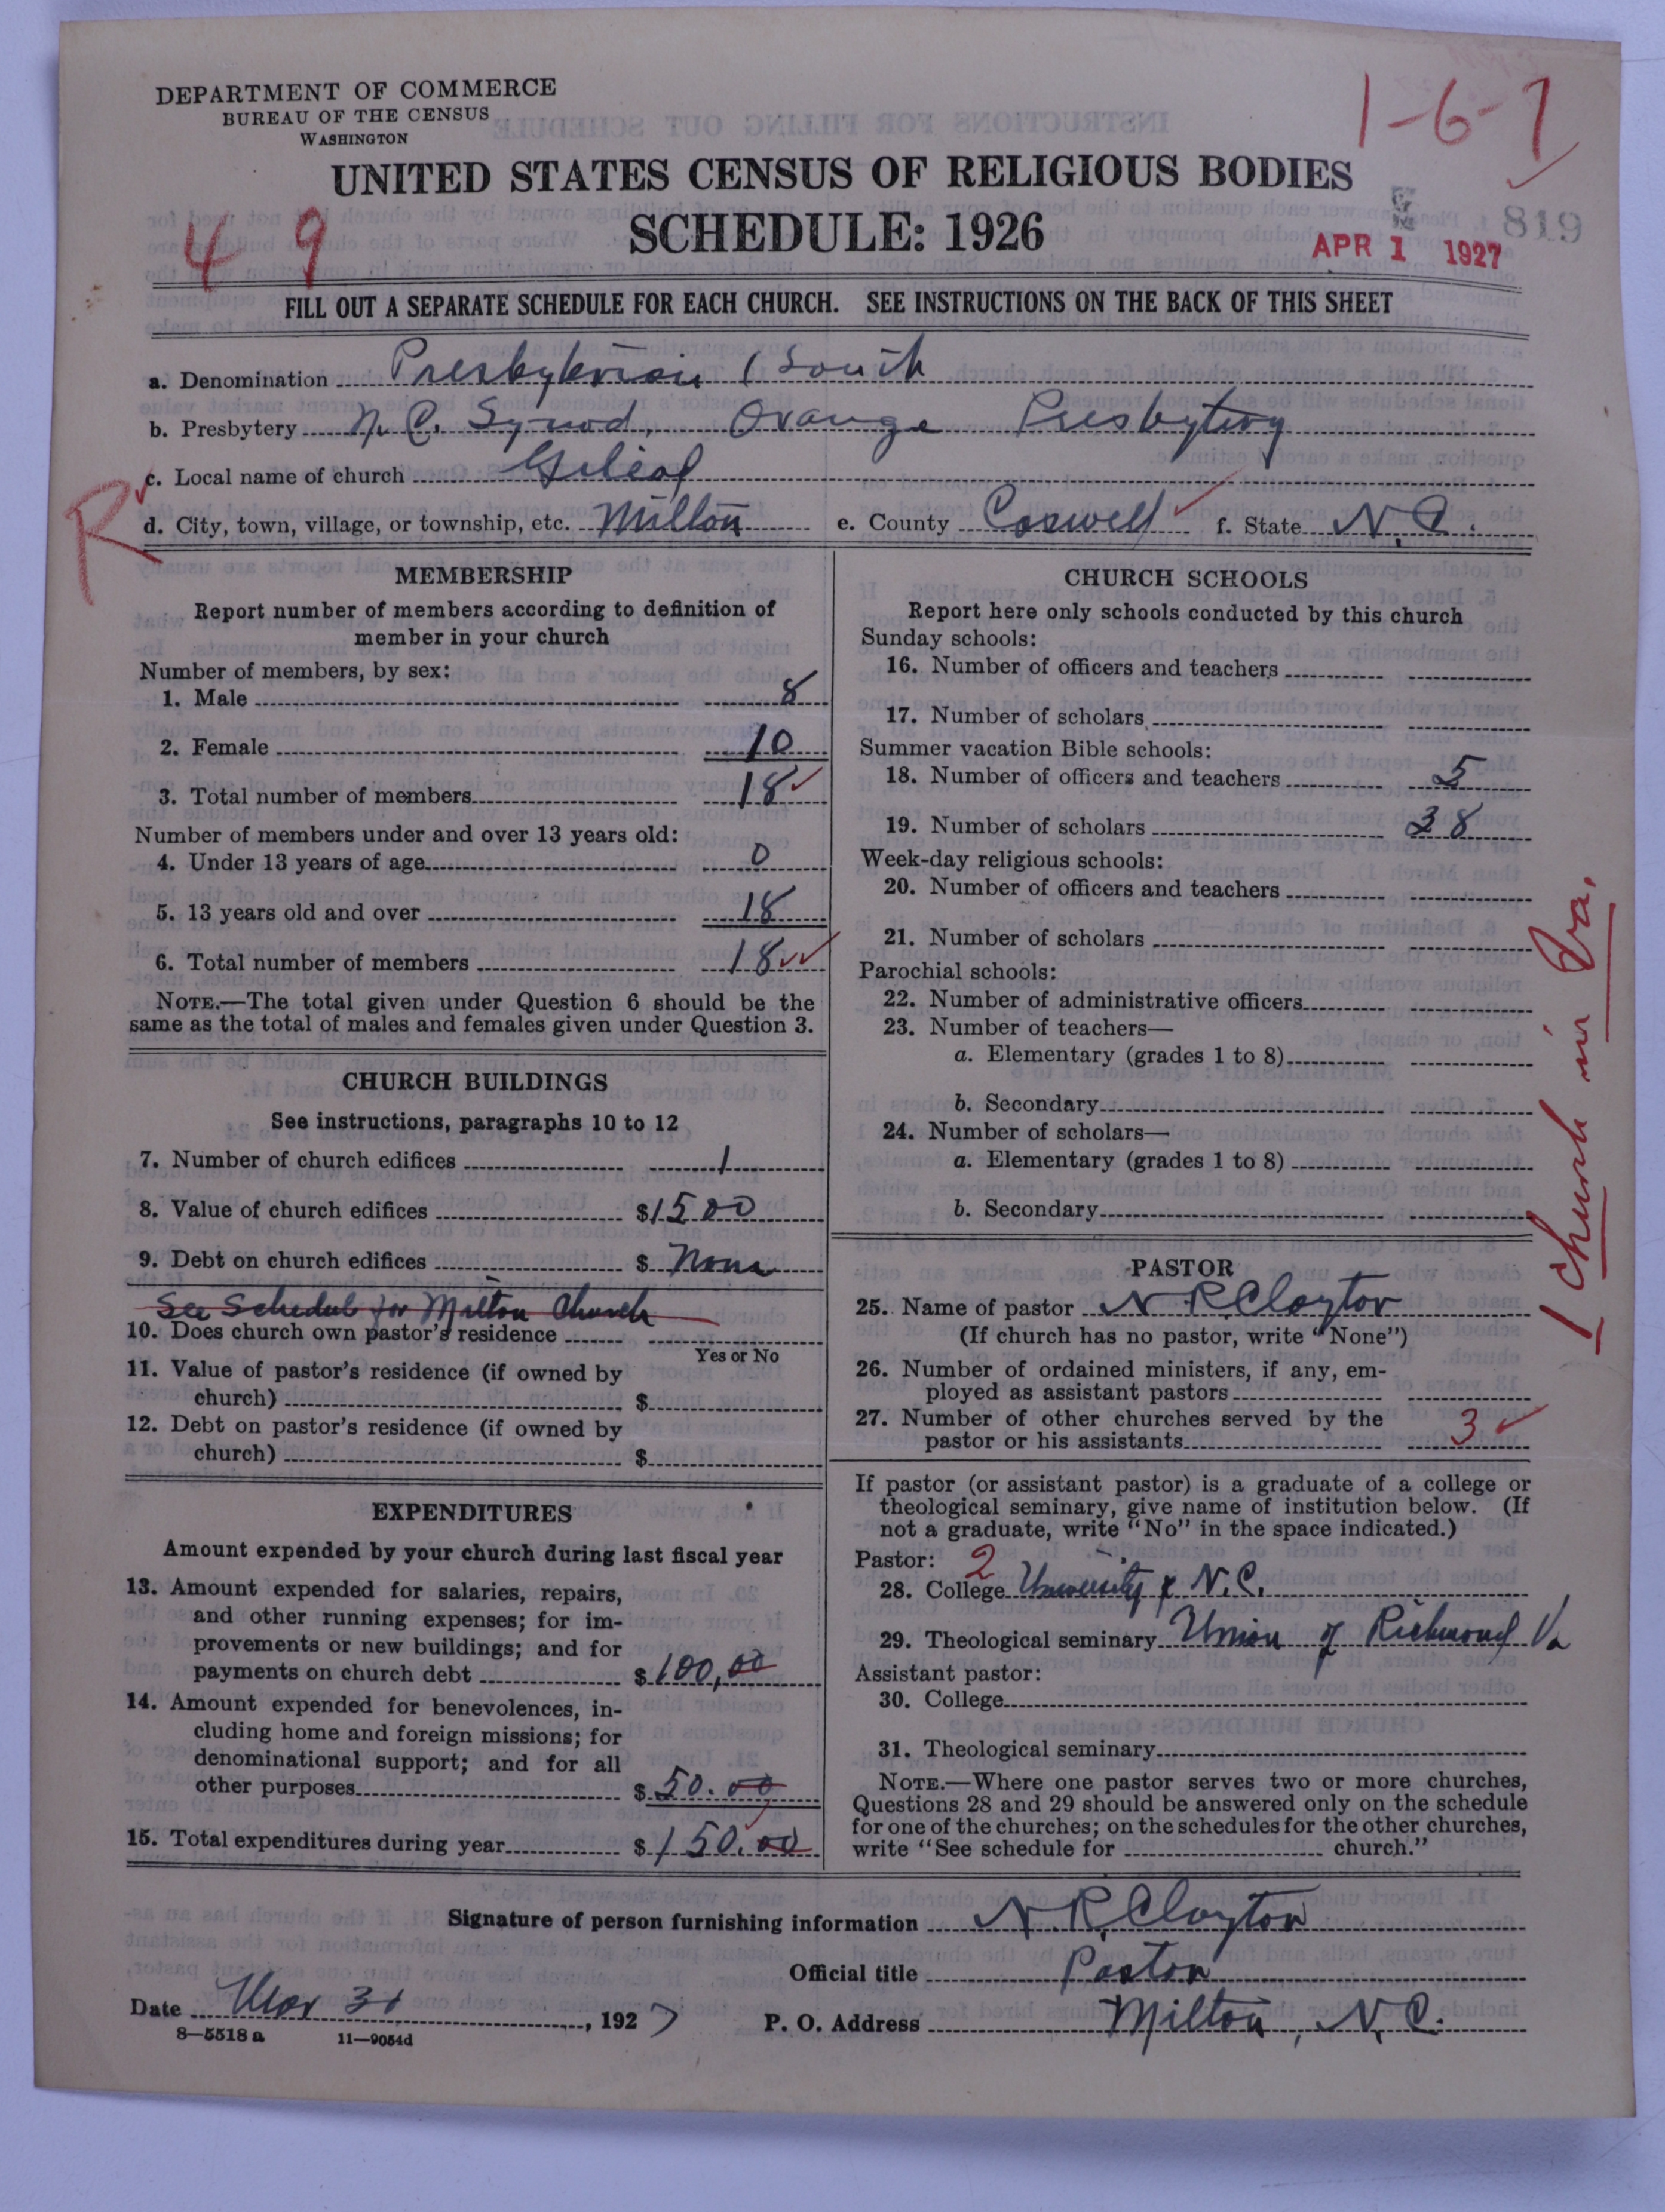 DEPARTMENT OF COMMERCE
BUREAU OF THE CENSUS
WASHINGTON
1-6-7
UNITED STATES CENSUS OF RELIGIOUS BODIES
SCHEDULE: 1926
4 9
819
APR 1 1927
FILL OUT A SEPARATE SCHEDULE FOR EACH CHURCH. SEE INSTRUCTIONS ON THE BACK OF THIS SHEET
a. Denomination Presbyterian (South
b. Presbytery N. C. Synod, Orange Presbytery
c. Local name of church Gilead
R
d. City, town, village, or township, etc. Milton e. County Caswell f. State N. C.
MEMBERSHIP
Report number of members according to definition of
member in your church
Number of members, by sex:
1. Male 8
2. Female 10
3. Total number of members 18
Number of members under and over 13 years old:
4. Under 13 years of age 0
5. 13 years old and over 18
6. Total number of members 18
NOTE.—The total given under Question 6 should be the
same as the total of males and females given under Question 3.
CHURCH BUILDINGS
See instructions, paragraphs 10 to 12
7. Number of church edifices 1
8. Value of church edifices $1500
9. Debt on church edifices $ None
See Schedul for Milton Church
10. Does church own pastor's residence
Yes or No
11. Value of pastor's residence (if owned by
church) $
12. Debt on pastor's residence (if owned by
church) $
EXPENDITURES
Amount expended by your church during last fiscal year
13. Amount expended for salaries, repairs,
and other running expenses; for im-
provements or new buildings; and for
payments on church debt $100,00
14. Amount expended for benevolences, in-
cluding home and foreign missions; for
denominational support; and for all
other purposes $50.00
15. Total expenditures during year $150.00
CHURCH SCHOOLS
Report here only schools conducted by this church
Sunday schools:
16. Number of officers and teachers
17. Number of scholars
Summer vacation Bible schools:
18. Number of officers and teachers 5
19. Number of scholars 38
Week-day religious schools:
20. Number of officers and teachers
21. Number of scholars
Parochial schools:
22. Number of administrative officers
23. Number of teachers—
a. Elementary (grades 1 to 8)
b. Secondary
24. Number of scholars—
a. Elementary (grades 1 to 8)
b. Secondary
1 church in Va.
PASTOR
25. Name of pastor N R Claytor
(If church has no pastor, write "None")
26. Number of ordained ministers, if any, em-
ployed as assistant pastors
27. Number of other churches served by the
pastor or his assistants 3
If pastor (or assistant pastor) is a graduate of a college or
theological seminary, give name of institution below. (If
not a graduate, write "No" in the space indicated.)
Pastor: 2
28. College University of N.C.
29. Theological seminary Union of Richmond Va
Assistant pastor:
30. College
31. Theological seminary
NOTE.—Where one pastor serves two or more churches,
Questions 28 and 29 should be answered only on the schedule
for one of the churches; on the schedules for the other churches,
write "See schedule for church."
Signature of person furnishing information N. R. Claytor
Official title Pastor
Date Mar 31, 1927 P. O. Address Milton, N. C.
8—5518 a 11—9054d